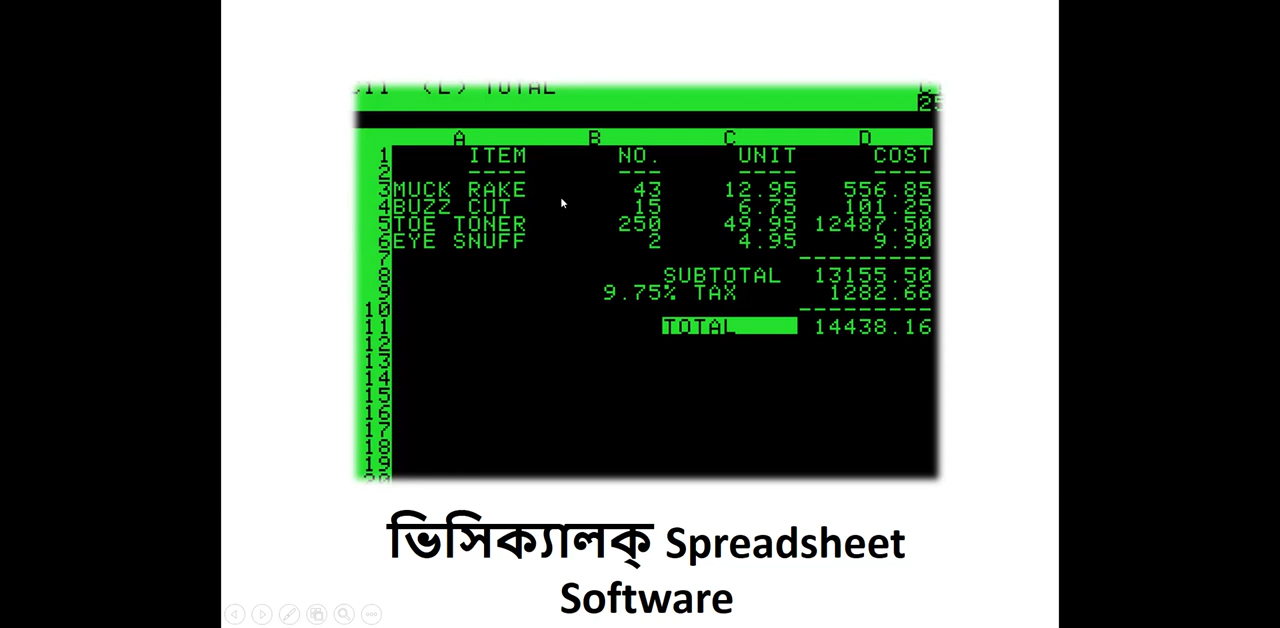 (L) TOTAL
A B C D
1 ITEM NO. UNIT COST
2 ---- --- ---- ----
3 MUCK RAKE 43 12.95 556.85
4 BUZZ CUT 15 6.75 101.25
5 TOE TONER 250 49.95 12487.50
6 EYE SNUFF 2 4.95 9.90
7 ---------
8 SUBTOTAL 13155.50
9 9.75% TAX 1282.66
10 ---------
11 TOTAL 14438.16
12
13
14
15
16
17
18
19
ভিসিক্যালক্ Spreadsheet
Software